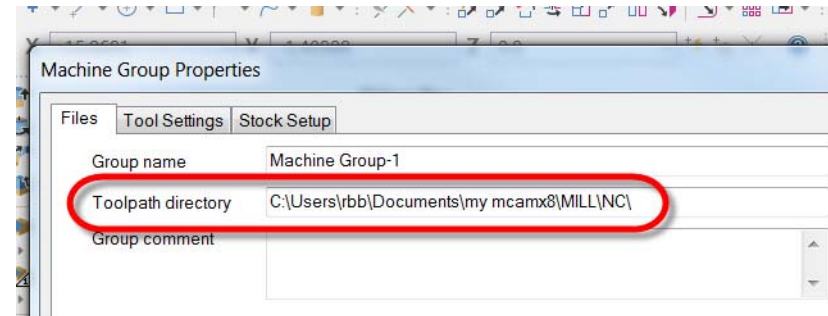 Machine Group Properties
Files Tool Settings Stock Setup
Group name Machine Group-1
Toolpath directory C:\Users\rbb\Documents\my mcamx8\MILL\NC\
Group comment